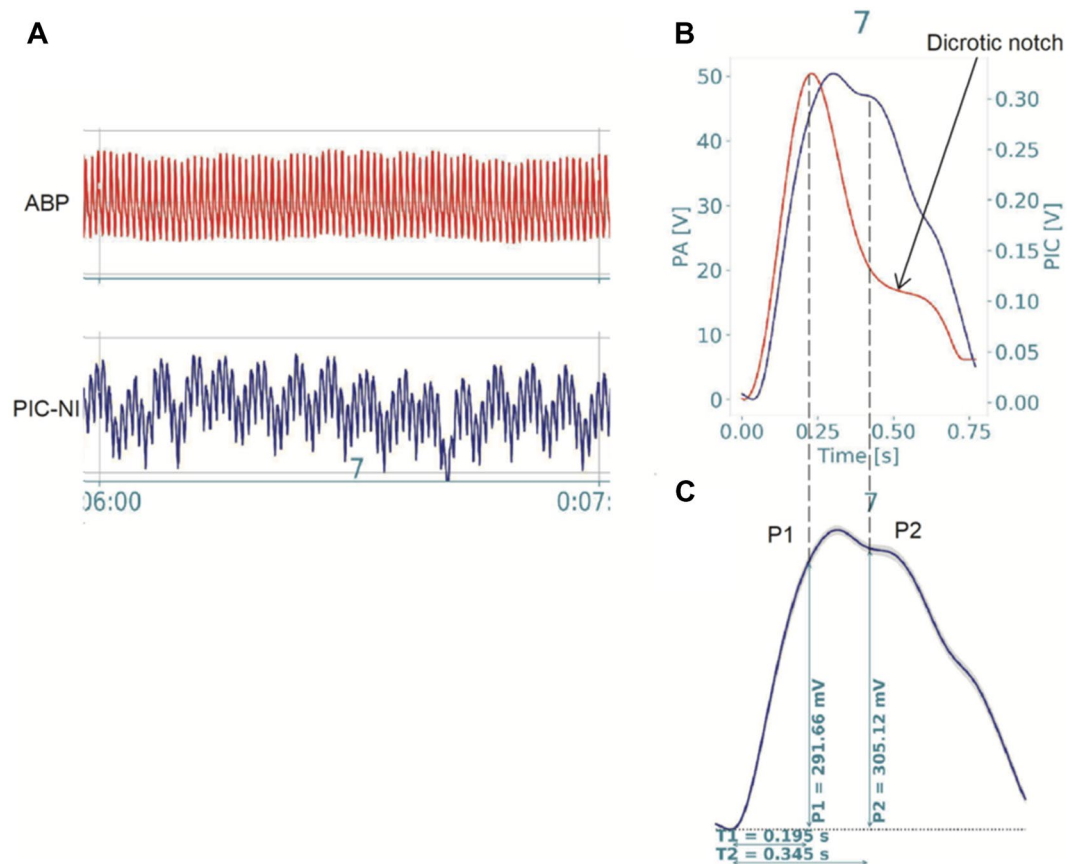 A
ABP
PIC-NI
7
06:00
0:07:
B
7
Dicrotic notch
50
40
30
20
10
0
PA [V]
0.30
0.25
0.20
0.15
0.10
0.05
0.00
PIC [V]
0.00 0.25 0.50 0.75
Time [s]
C
7
P1
P2
P1 = 291.66 mV
P2 = 305.12 mV
T1 = 0.195 s
T2 = 0.345 s